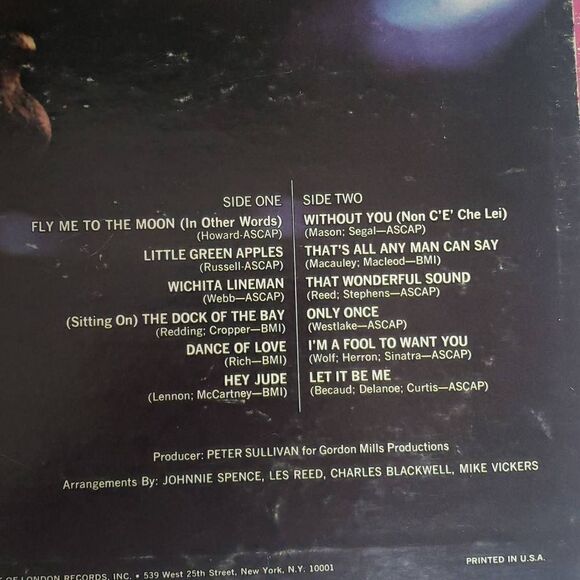 SIDE ONE
FLY ME TO THE MOON (In Other Words)
(Howard-ASCAP)
LITTLE GREEN APPLES
(Russell-ASCAP)
WICHITA LINEMAN
(Webb—ASCAP)
(Sitting On) THE DOCK OF THE BAY
(Redding; Cropper—BMI)
DANCE OF LOVE
(Rich—BMI)
HEY JUDE
(Lennon; McCartney—BMI)
SIDE TWO
WITHOUT YOU (Non C'E' Che Lei)
(Mason; Segal—ASCAP)
THAT'S ALL ANY MAN CAN SAY
(Macauley; Macleod—BMI)
THAT WONDERFUL SOUND
(Reed; Stephens—ASCAP)
ONLY ONCE
(Westlake—ASCAP)
I'M A FOOL TO WANT YOU
(Wolf; Herron; Sinatra—ASCAP)
LET IT BE ME
(Becaud; Delanoe; Curtis—ASCAP)
Producer: PETER SULLIVAN for Gordon Mills Productions
Arrangements By: JOHNNIE SPENCE, LES REED, CHARLES BLACKWELL, MIKE VICKERS
OF LONDON RECORDS, INC. • 539 West 25th Street, New York, N.Y. 10001
PRINTED IN U.S.A.